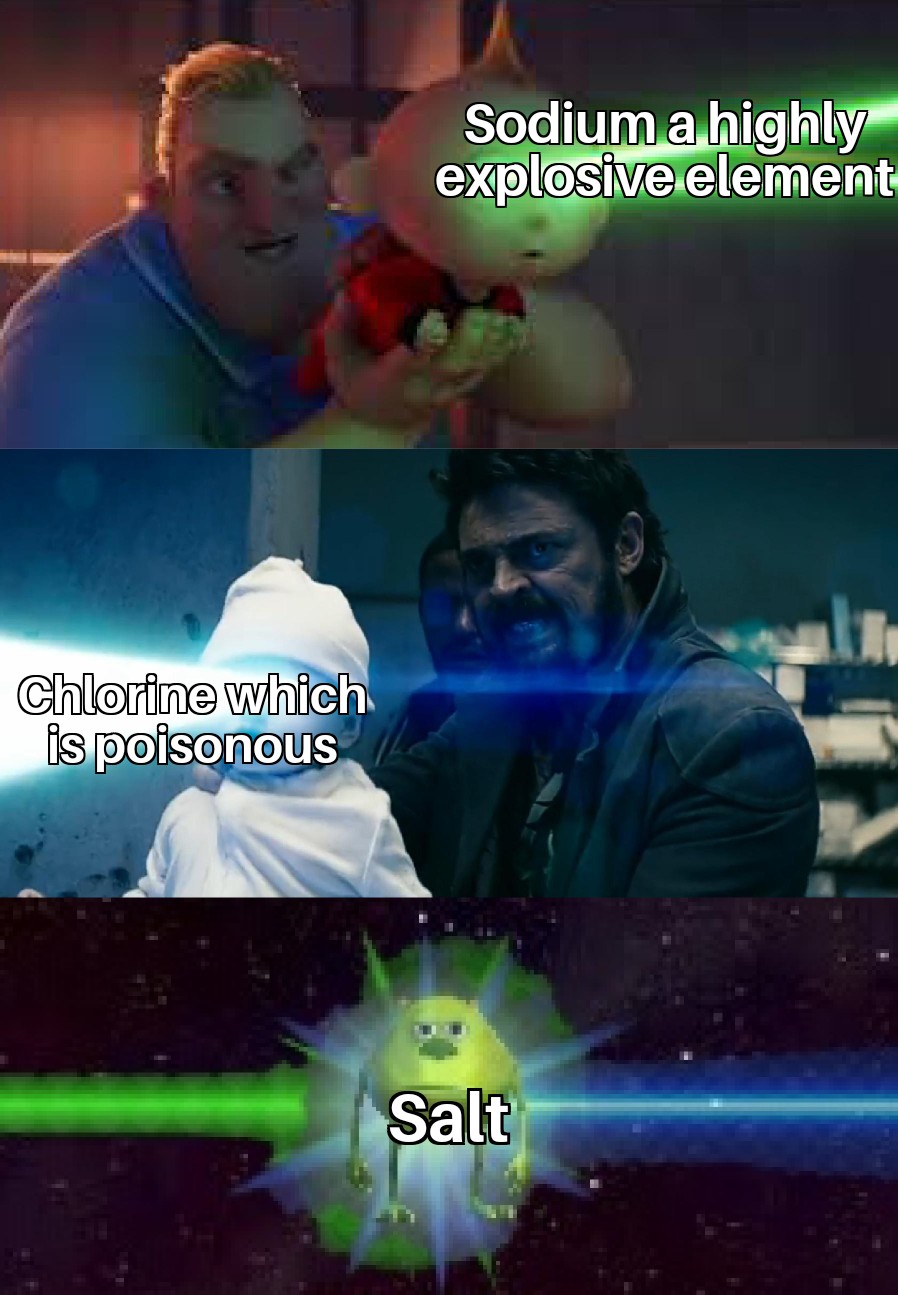 Sodium a highly
explosive element
Chlorine which
is poisonous
Salt